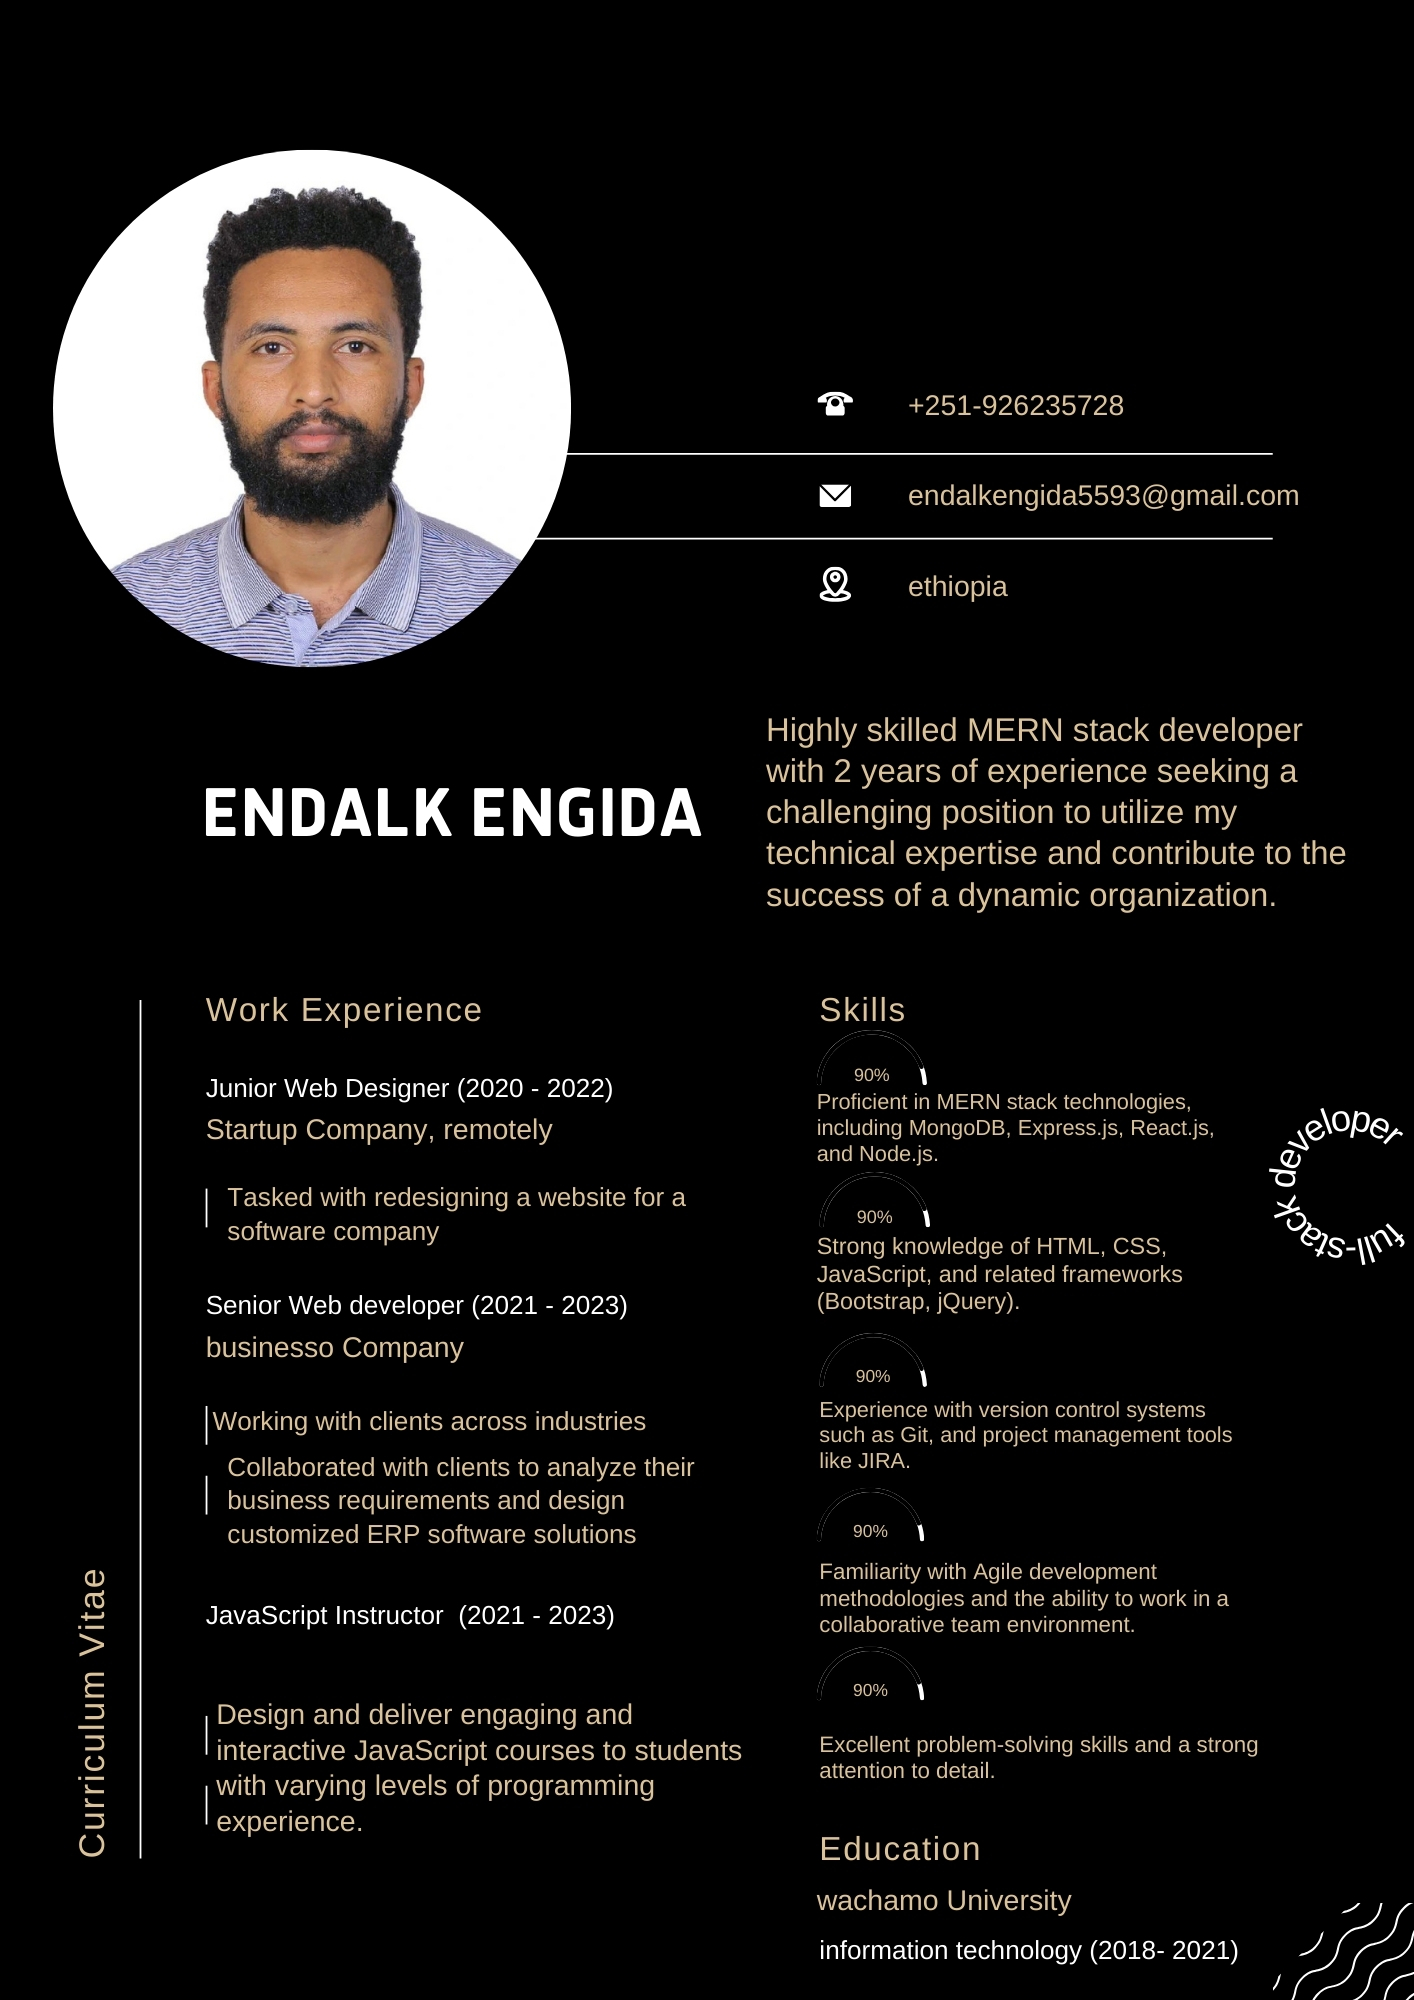 +251-926235728
endalkengida5593@gmail.com
ethiopia
ENDALK ENGIDA
Highly skilled MERN stack developer
with 2 years of experience seeking a
challenging position to utilize my
technical expertise and contribute to the
success of a dynamic organization.
Curriculum Vitae
Work Experience
Junior Web Designer (2020 - 2022)
Startup Company, remotely
Tasked with redesigning a website for a
software company
Senior Web developer (2021 - 2023)
businesso Company
Working with clients across industries
Collaborated with clients to analyze their
business requirements and design
customized ERP software solutions
JavaScript Instructor  (2021 - 2023)
Design and deliver engaging and
interactive JavaScript courses to students
with varying levels of programming
experience.
Skills
90%
Proficient in MERN stack technologies,
including MongoDB, Express.js, React.js,
and Node.js.
90%
Strong knowledge of HTML, CSS,
JavaScript, and related frameworks
(Bootstrap, jQuery).
90%
Experience with version control systems
such as Git, and project management tools
like JIRA.
90%
Familiarity with Agile development
methodologies and the ability to work in a
collaborative team environment.
90%
Excellent problem-solving skills and a strong
attention to detail.
full-stack developer
Education
wachamo University
information technology (2018- 2021)